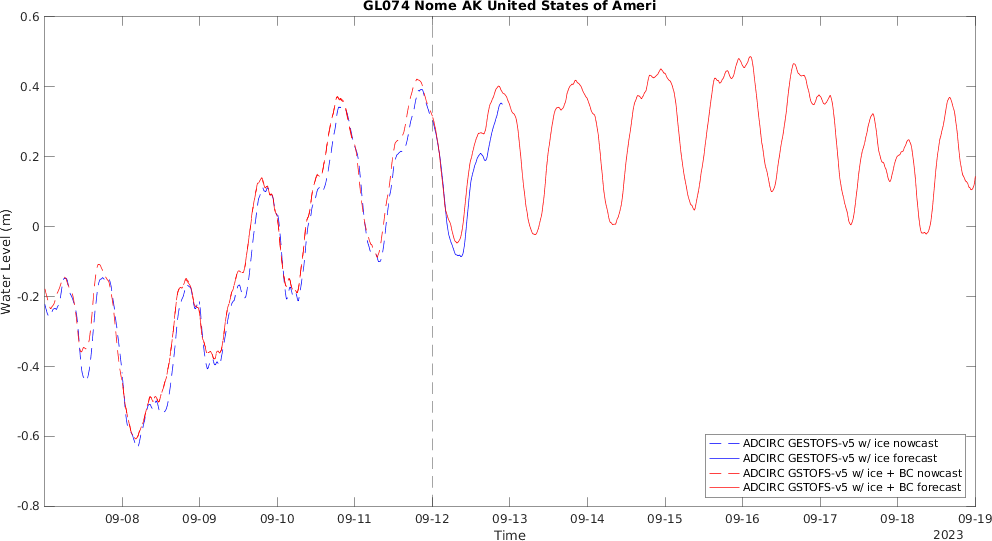 GL074 Nome AK United States of Ameri
0.6
0.4
0.2
0
-0.2
-0.4
-0.6
-0.8
Water Level (m)
ADCIRC GESTOFS-v5 w/ ice nowcast
ADCIRC GESTOFS-v5 w/ ice forecast
ADCIRC GSTOFS-v5 w/ ice + BC nowcast
ADCIRC GSTOFS-v5 w/ ice + BC forecast
09-08 09-09 09-10 09-11 09-12 09-13 09-14 09-15 09-16 09-17 09-18 09-19
Time
2023